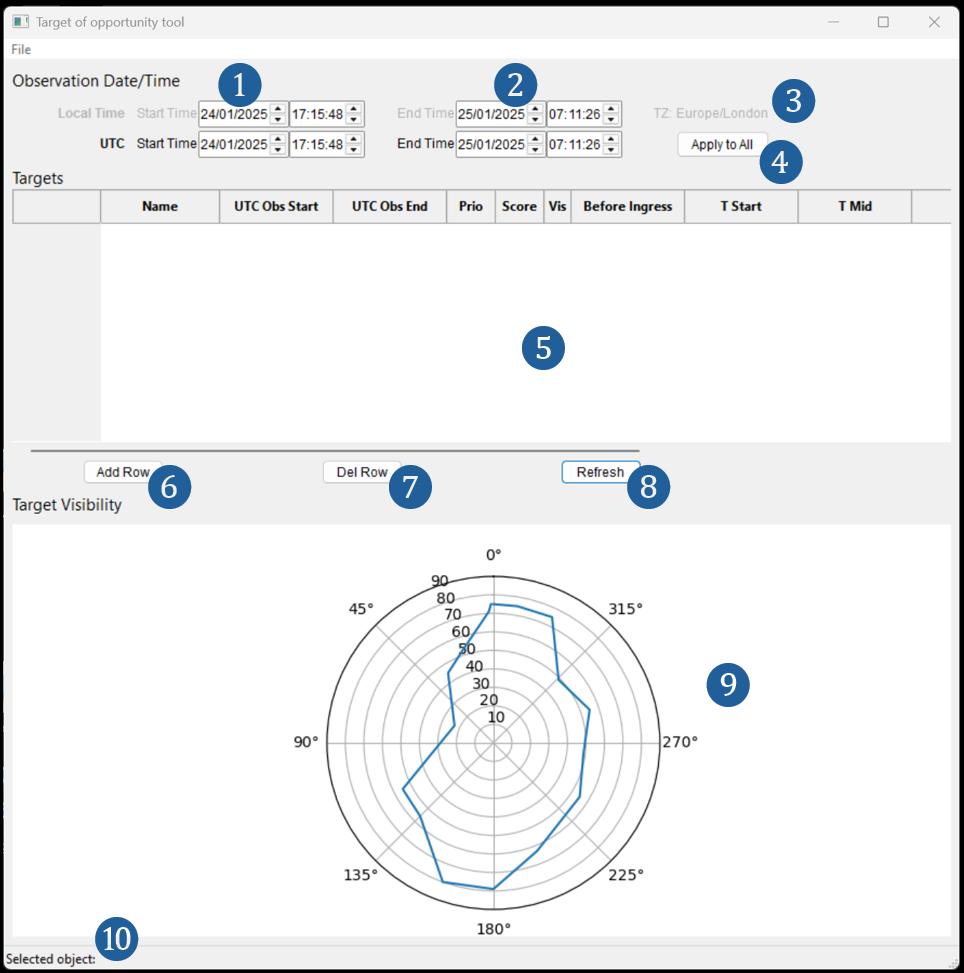 Target of opportunity tool
File
Observation Date/Time
1
2
3
Local Time Start Time 24/01/2025 17:15:48 End Time 25/01/2025 07:11:26 TZ: Europe/London
UTC Start Time 24/01/2025 17:15:48 End Time 25/01/2025 07:11:26 Apply to All
4
Targets
Name UTC Obs Start UTC Obs End Prio Score Vis Before Ingress T Start T Mid
5
Add Row Del Row Refresh
6
7
8
Target Visibility
0°
90
80
45° 70 315°
60
50
40
30
20
10
9
90° 270°
135° 225°
180°
10
Selected object: